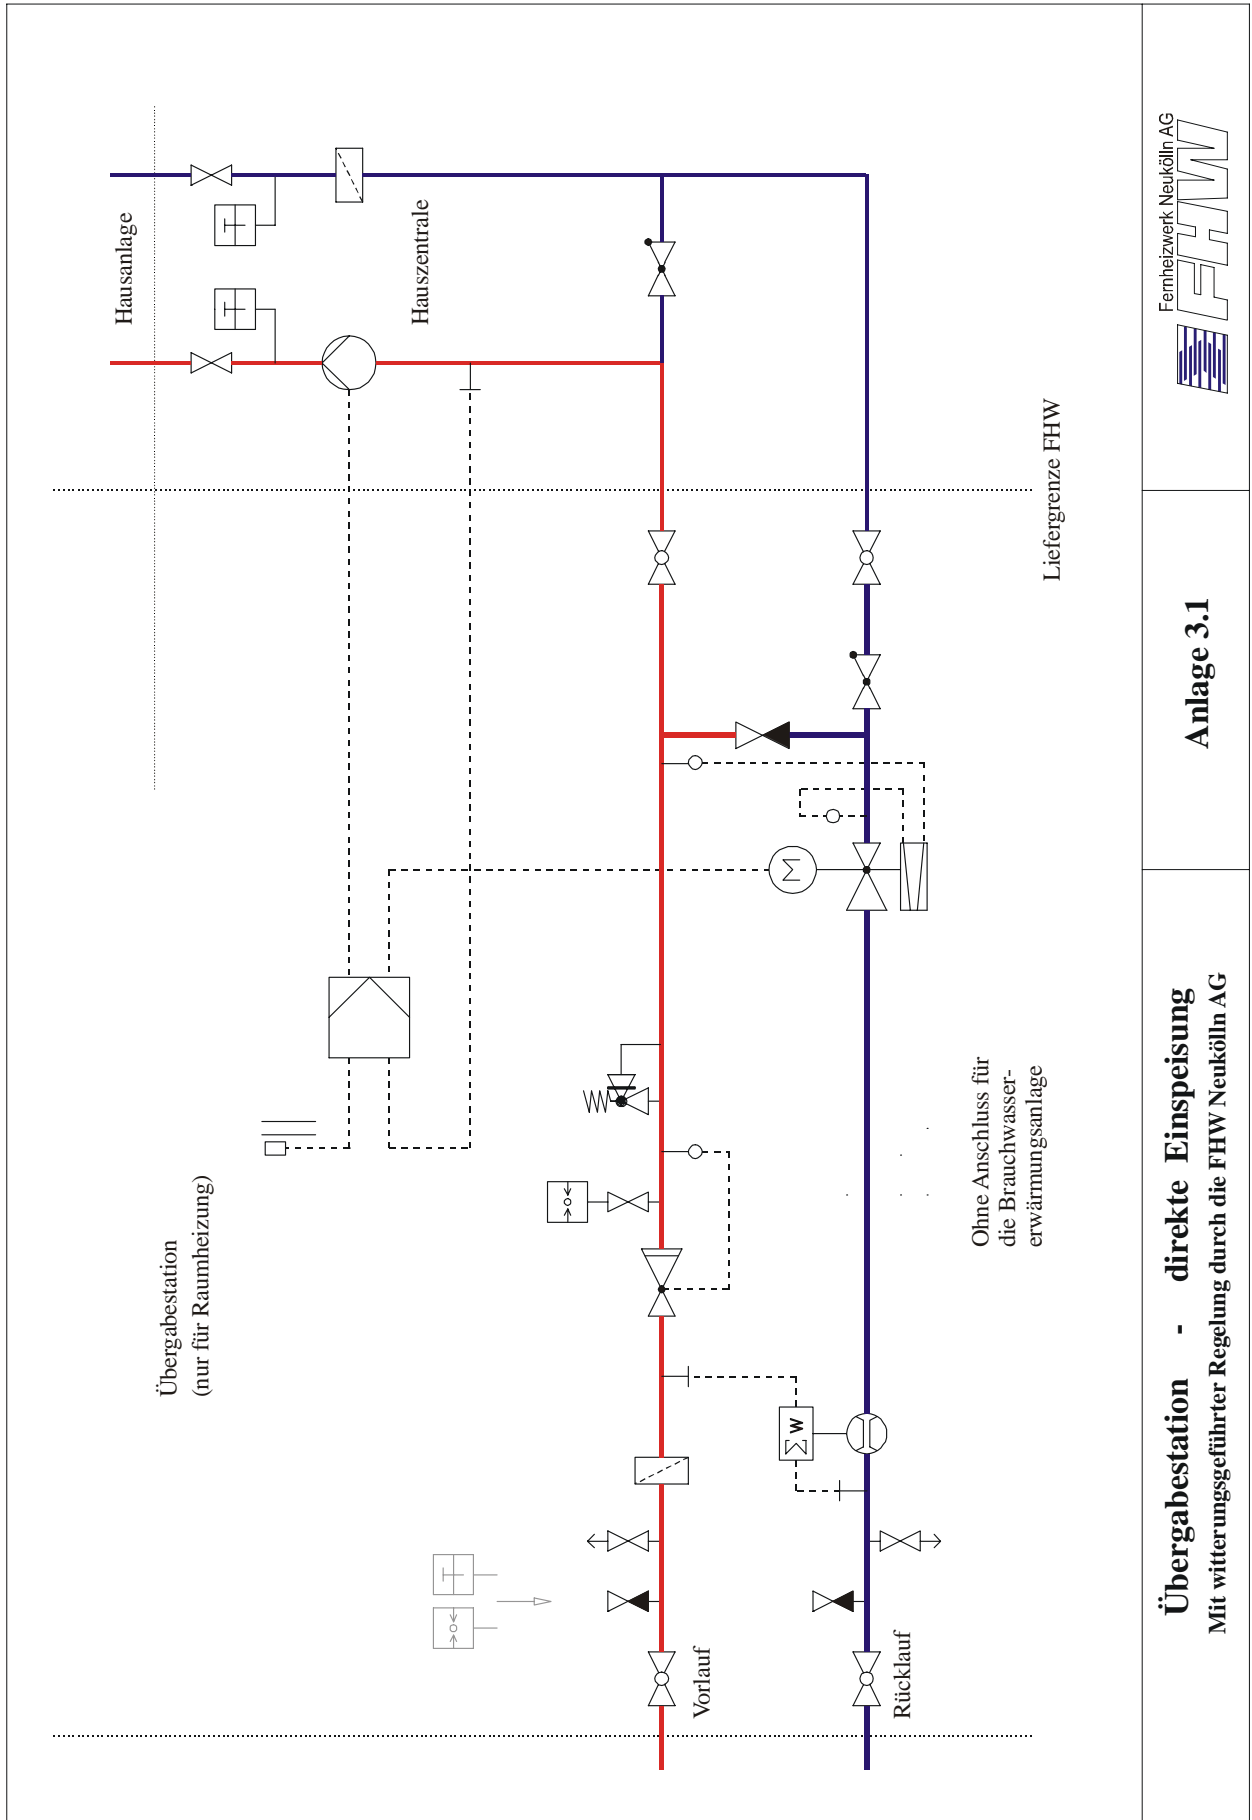 Hausanlage
Hauszentrale
Übergabestation
(nur für Raumheizung)
T
T
T
M
ΣW
Vorlauf
Rücklauf
Ohne Anschluss für
die Brauchwasser-
erwärmungsanlage
Liefergrenze FHW
Übergabestation - direkte Einspeisung
Mit witterungsgeführter Regelung durch die FHW Neukölln AG
Anlage 3.1
Fernheizwerk Neukölln AG
FHW